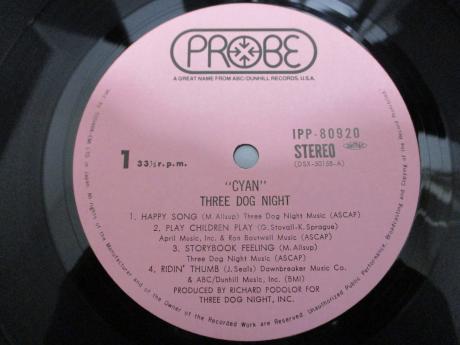 PROBE
A GREAT NAME FROM ABC/DUNHILL RECORDS, U.S.A.
IPP-80920
1 33⅓ r.p.m.
STEREO
(DSX-50158-A)
"CYAN"
THREE DOG NIGHT
1. HAPPY SONG (M. Allsup) Three Dog Night Music (ASCAP)
2. PLAY CHILDREN PLAY (G. Stovall-K. Sprague)
April Music, Inc. & Ron Boutwell Music (ASCAP)
3. STORYBOOK FEELING (M. Allsup)
Three Dog Night Music (ASCAP)
4. RIDIN' THUMB (J. Seals) Dawnbreaker Music Co.
& ABC/Dunhill Music, Inc. (BMI)
PRODUCED BY RICHARD PODOLOR FOR
THREE DOG NIGHT, INC.
All rights of the Manufacturer and of the Owner of the Recorded Work are Reserved. Unauthorized Public Performance, Broadcasting and Copying of the